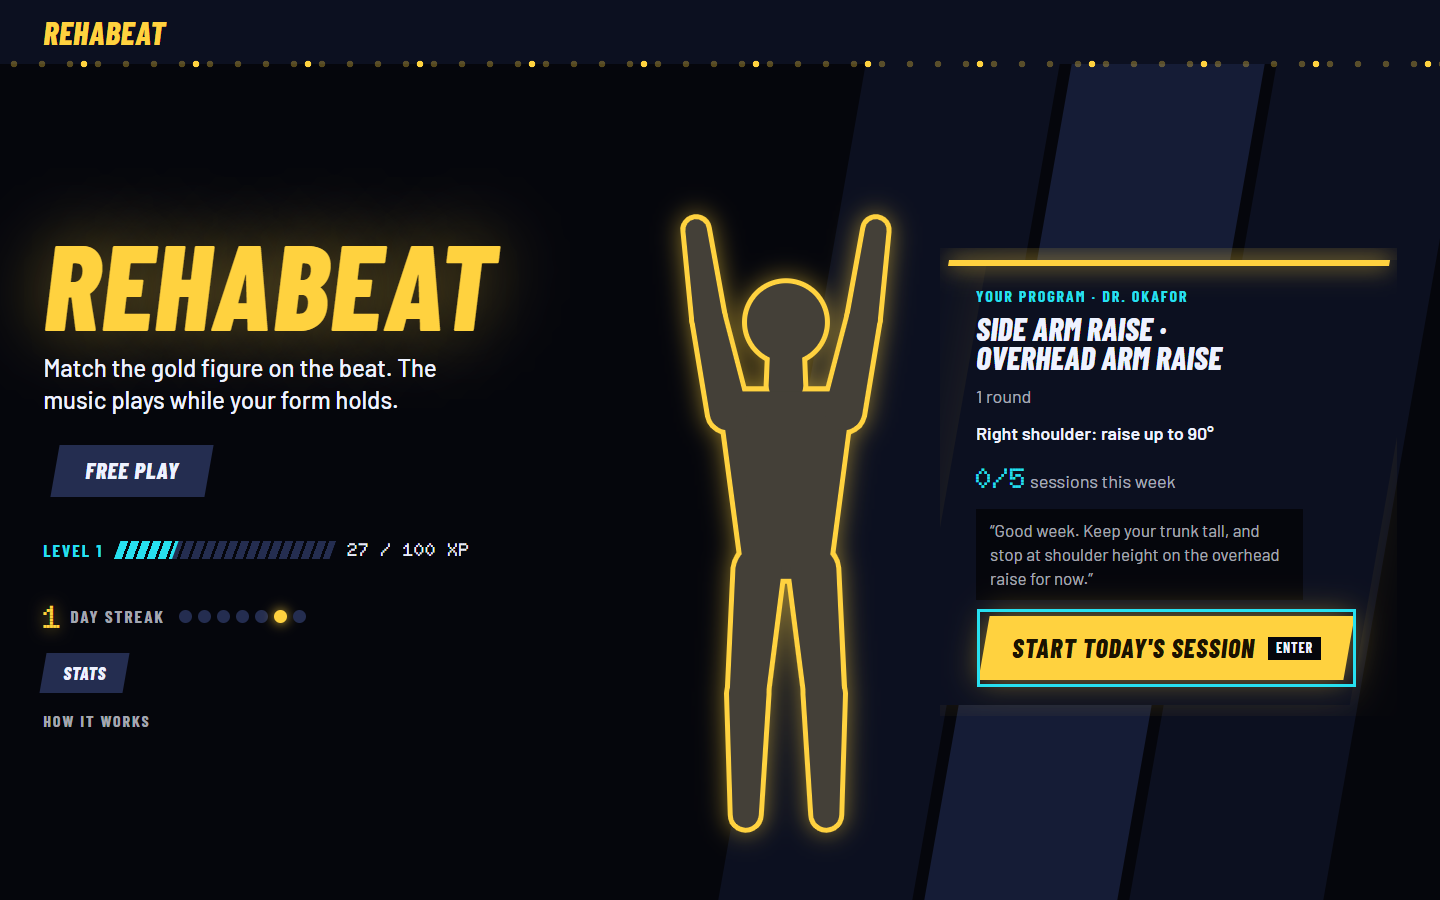 REHABEAT
REHABEAT
Match the gold figure on the beat. The
music plays while your form holds.
FREE PLAY
LEVEL 1
27 / 100 XP
1 DAY STREAK
STATS
HOW IT WORKS
YOUR PROGRAM · DR. OKAFOR
SIDE ARM RAISE ·
OVERHEAD ARM RAISE
1 round
Right shoulder: raise up to 90°
0/5 sessions this week
“Good week. Keep your trunk tall, and
stop at shoulder height on the overhead
raise for now.”
START TODAY'S SESSION ENTER